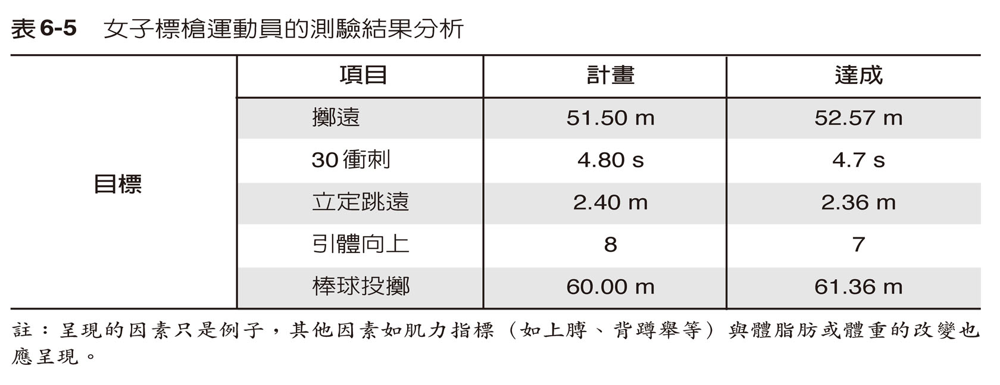 表6-5 女子標槍運動員的測驗結果分析
項目 計畫 達成
擲遠 51.50 m 52.57 m
30衝刺 4.80 s 4.7 s
目標
立定跳遠 2.40 m 2.36 m
引體向上 8 7
棒球投擲 60.00 m 61.36 m
註：呈現的因素只是例子，其他因素如肌力指標（如上膊、背蹲舉等）與體脂肪或體重的改變也
應呈現。